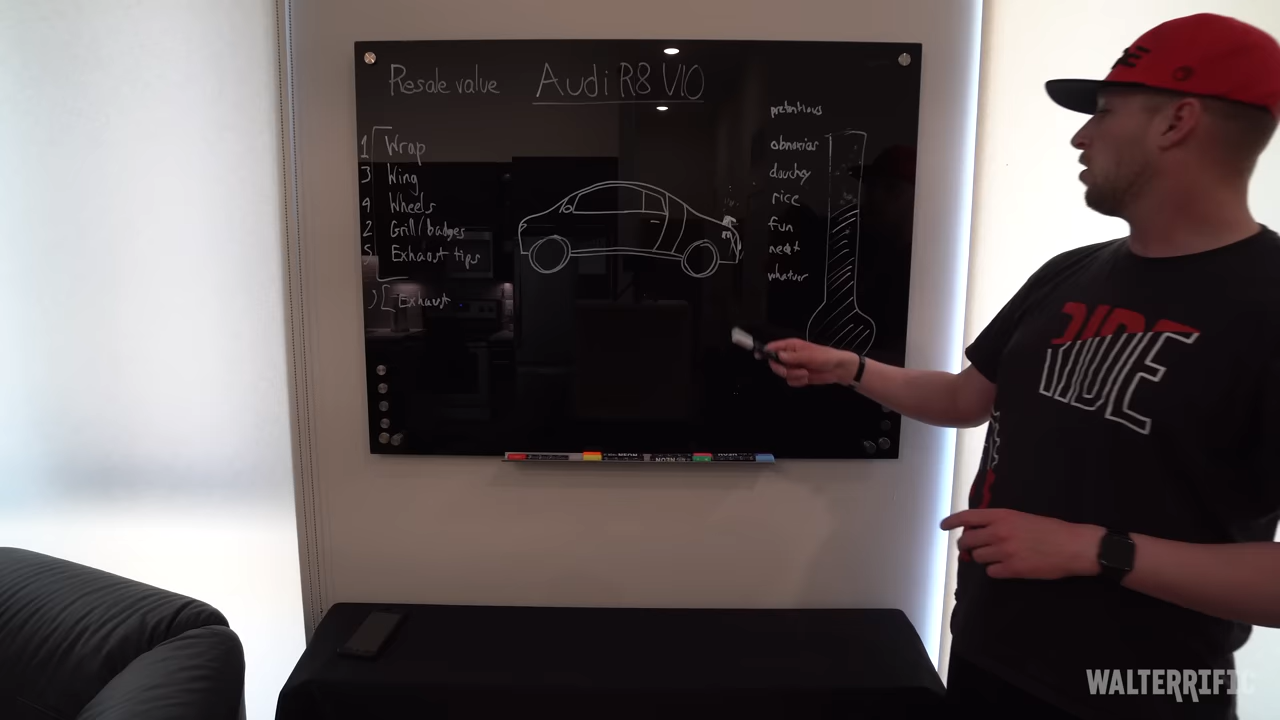 Resale value Audi R8 V10
1 Wrap
3 Wing
4 Wheels
2 Grill/badges
5 Exhaust tips
- Exhaust
pretentious
obnoxias
douchey
rice
fun
neat
whatever
RIDE
WALTERRIFIC